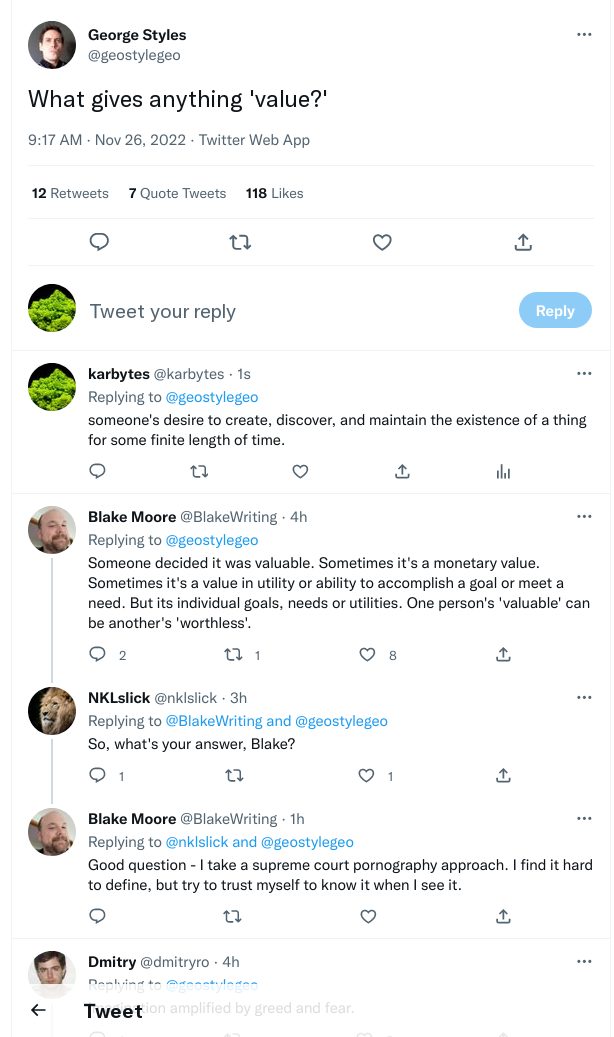 George Styles
@geostylegeo
What gives anything 'value?'
9:17 AM · Nov 26, 2022 · Twitter Web App
12 Retweets 7 Quote Tweets 118 Likes
Tweet your reply
Reply
karbytes @karbytes · 1s
Replying to @geostylegeo
someone's desire to create, discover, and maintain the existence of a thing
for some finite length of time.
Blake Moore @BlakeWriting · 4h
Replying to @geostylegeo
Someone decided it was valuable. Sometimes it's a monetary value.
Sometimes it's a value in utility or ability to accomplish a goal or meet a
need. But its individual goals, needs or utilities. One person's 'valuable' can
be another's 'worthless'.
2 1 8
NKLslick @nklslick · 3h
Replying to @BlakeWriting and @geostylegeo
So, what's your answer, Blake?
1 1
Blake Moore @BlakeWriting · 1h
Replying to @nklslick and @geostylegeo
Good question - I take a supreme court pornography approach. I find it hard
to define, but try to trust myself to know it when I see it.
Dmitry @dmitryro · 4h
Replying to @geostylegeo
Imagination amplified by greed and fear.
Tweet